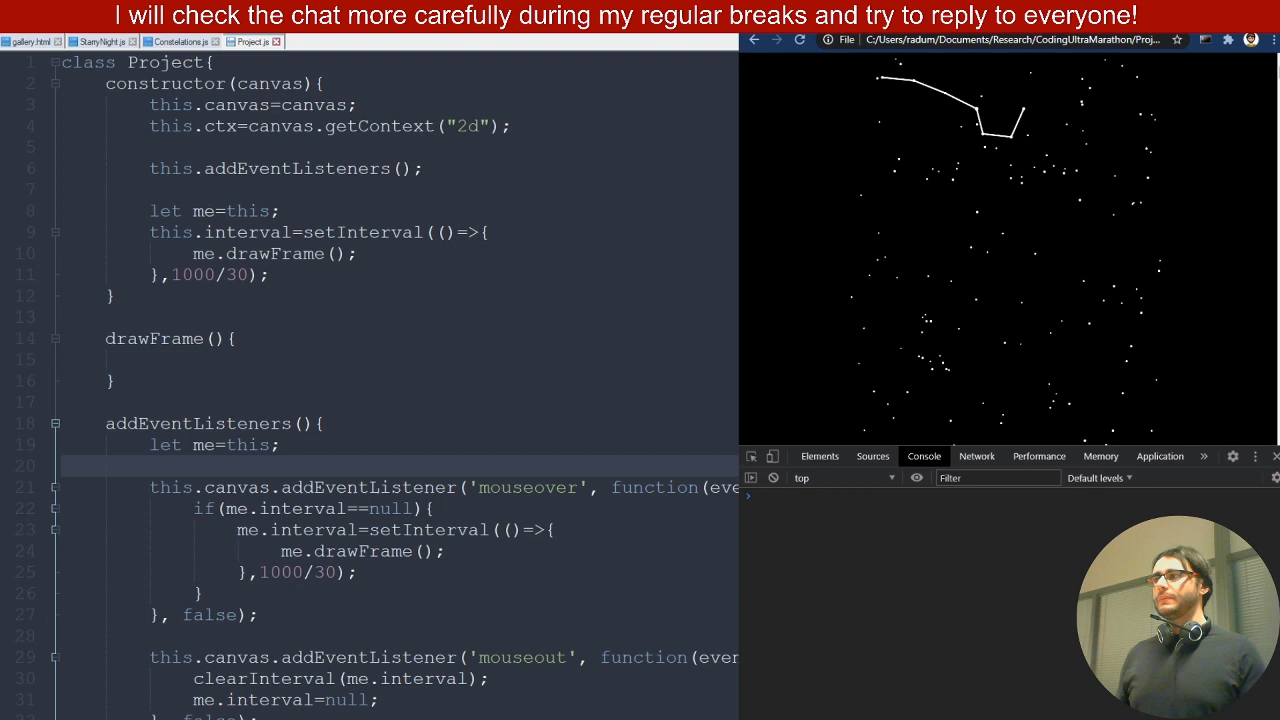 I will check the chat more carefully during my regular breaks and try to reply to everyone!
gallery.html StarryNight.js Constelations.js Project.js
File C:/Users/radum/Documents/Research/CodingUltraMarathon/Proj...
1 class Project{
2 constructor(canvas){
3 this.canvas=canvas;
4 this.ctx=canvas.getContext("2d");
5
6 this.addEventListeners();
7
8 let me=this;
9 this.interval=setInterval(()=>{
10 me.drawFrame();
11 },1000/30);
12 }
13
14 drawFrame(){
15
16 }
17
18 addEventListeners(){
19 let me=this;
20
21 this.canvas.addEventListener('mouseover', function(eve
22 if(me.interval==null){
23 me.interval=setInterval(()=>{
24 me.drawFrame();
25 },1000/30);
26 }
27 }, false);
28
29 this.canvas.addEventListener('mouseout', function(even
30 clearInterval(me.interval);
31 me.interval=null;
}, false);
Elements Sources Console Network Performance Memory Application »
top Filter Default levels